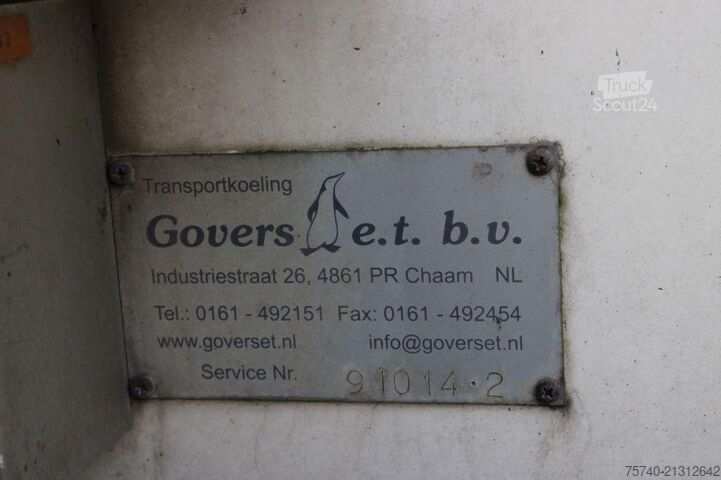 Truck
Scout24
Transportkoeling
Govers e.t. b.v.
Industriestraat 26, 4861 PR Chaam NL
Tel.: 0161 - 492151 Fax: 0161 - 492454
www.goverset.nl info@goverset.nl
Service Nr. 91014.2
75740-21312642